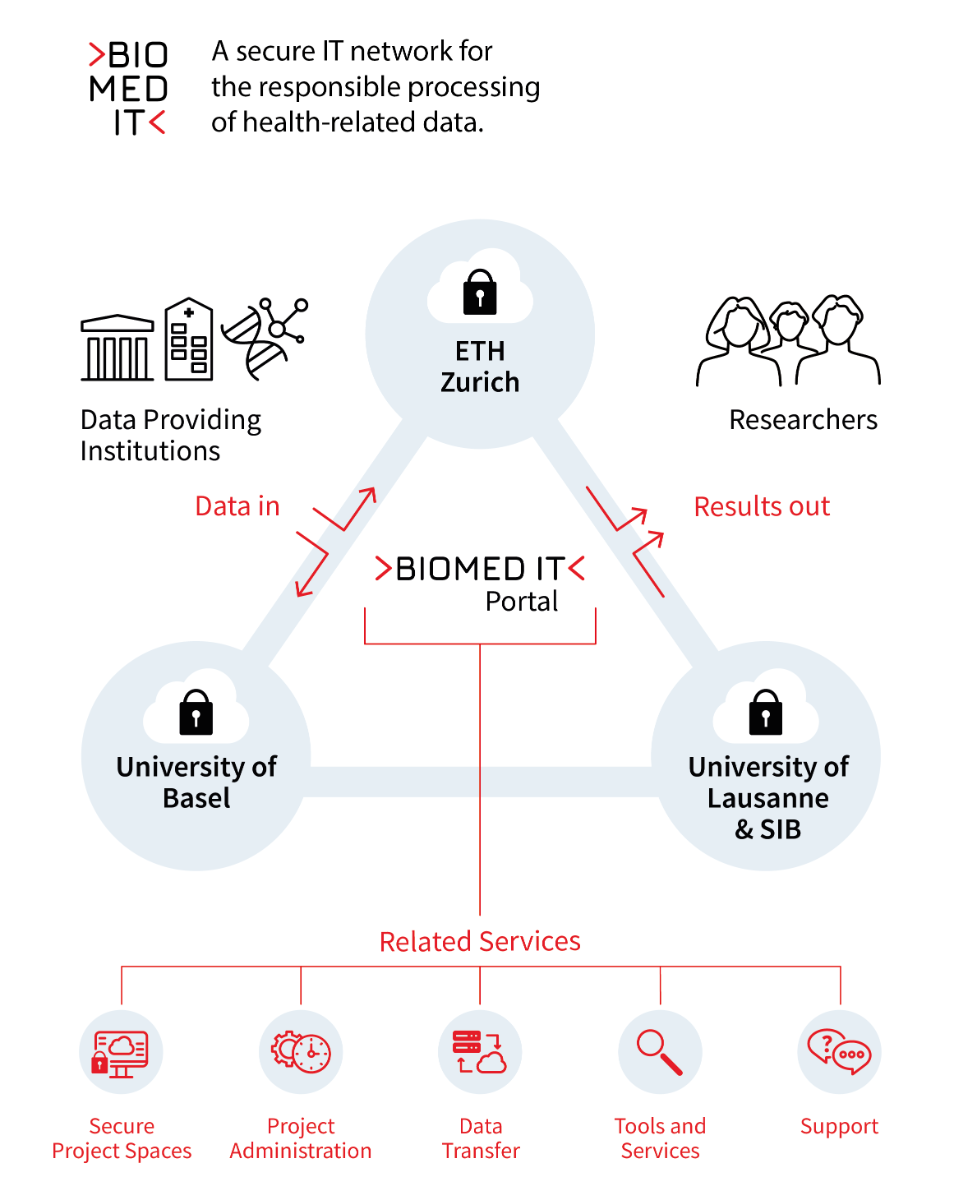 >BIO
MED
IT<
A secure IT network for
the responsible processing
of health-related data.
ETH
Zurich
Data Providing
Institutions
Researchers
Data in
Results out
>BIOMED IT<
Portal
University of
Basel
University of
Lausanne
& SIB
Related Services
?
Secure
Project Spaces
Project
Administration
Data
Transfer
Tools and
Services
Support